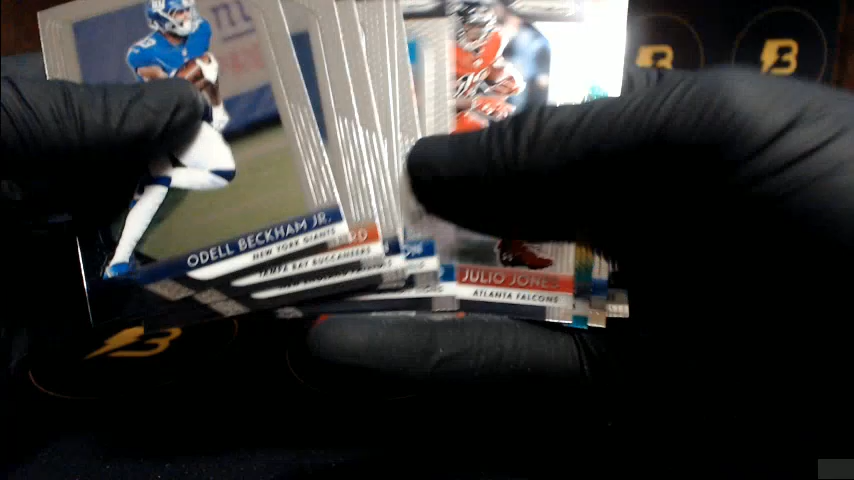 ODELL BECKHAM JR.
NEW YORK GIANTS
TAMPA BAY BUCCANEERS
JULIO JONES
ATLANTA FALCONS